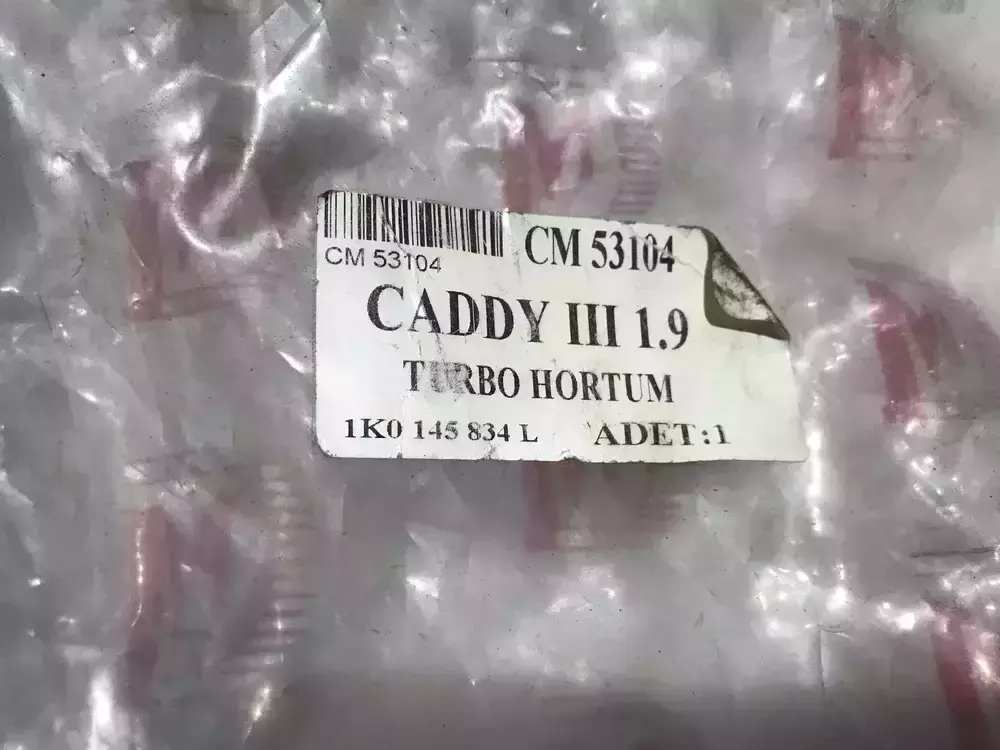 CM 53104
CM 53104
CADDY III 1.9
TURBO HORTUM
1K0 145 834 L ADET:1